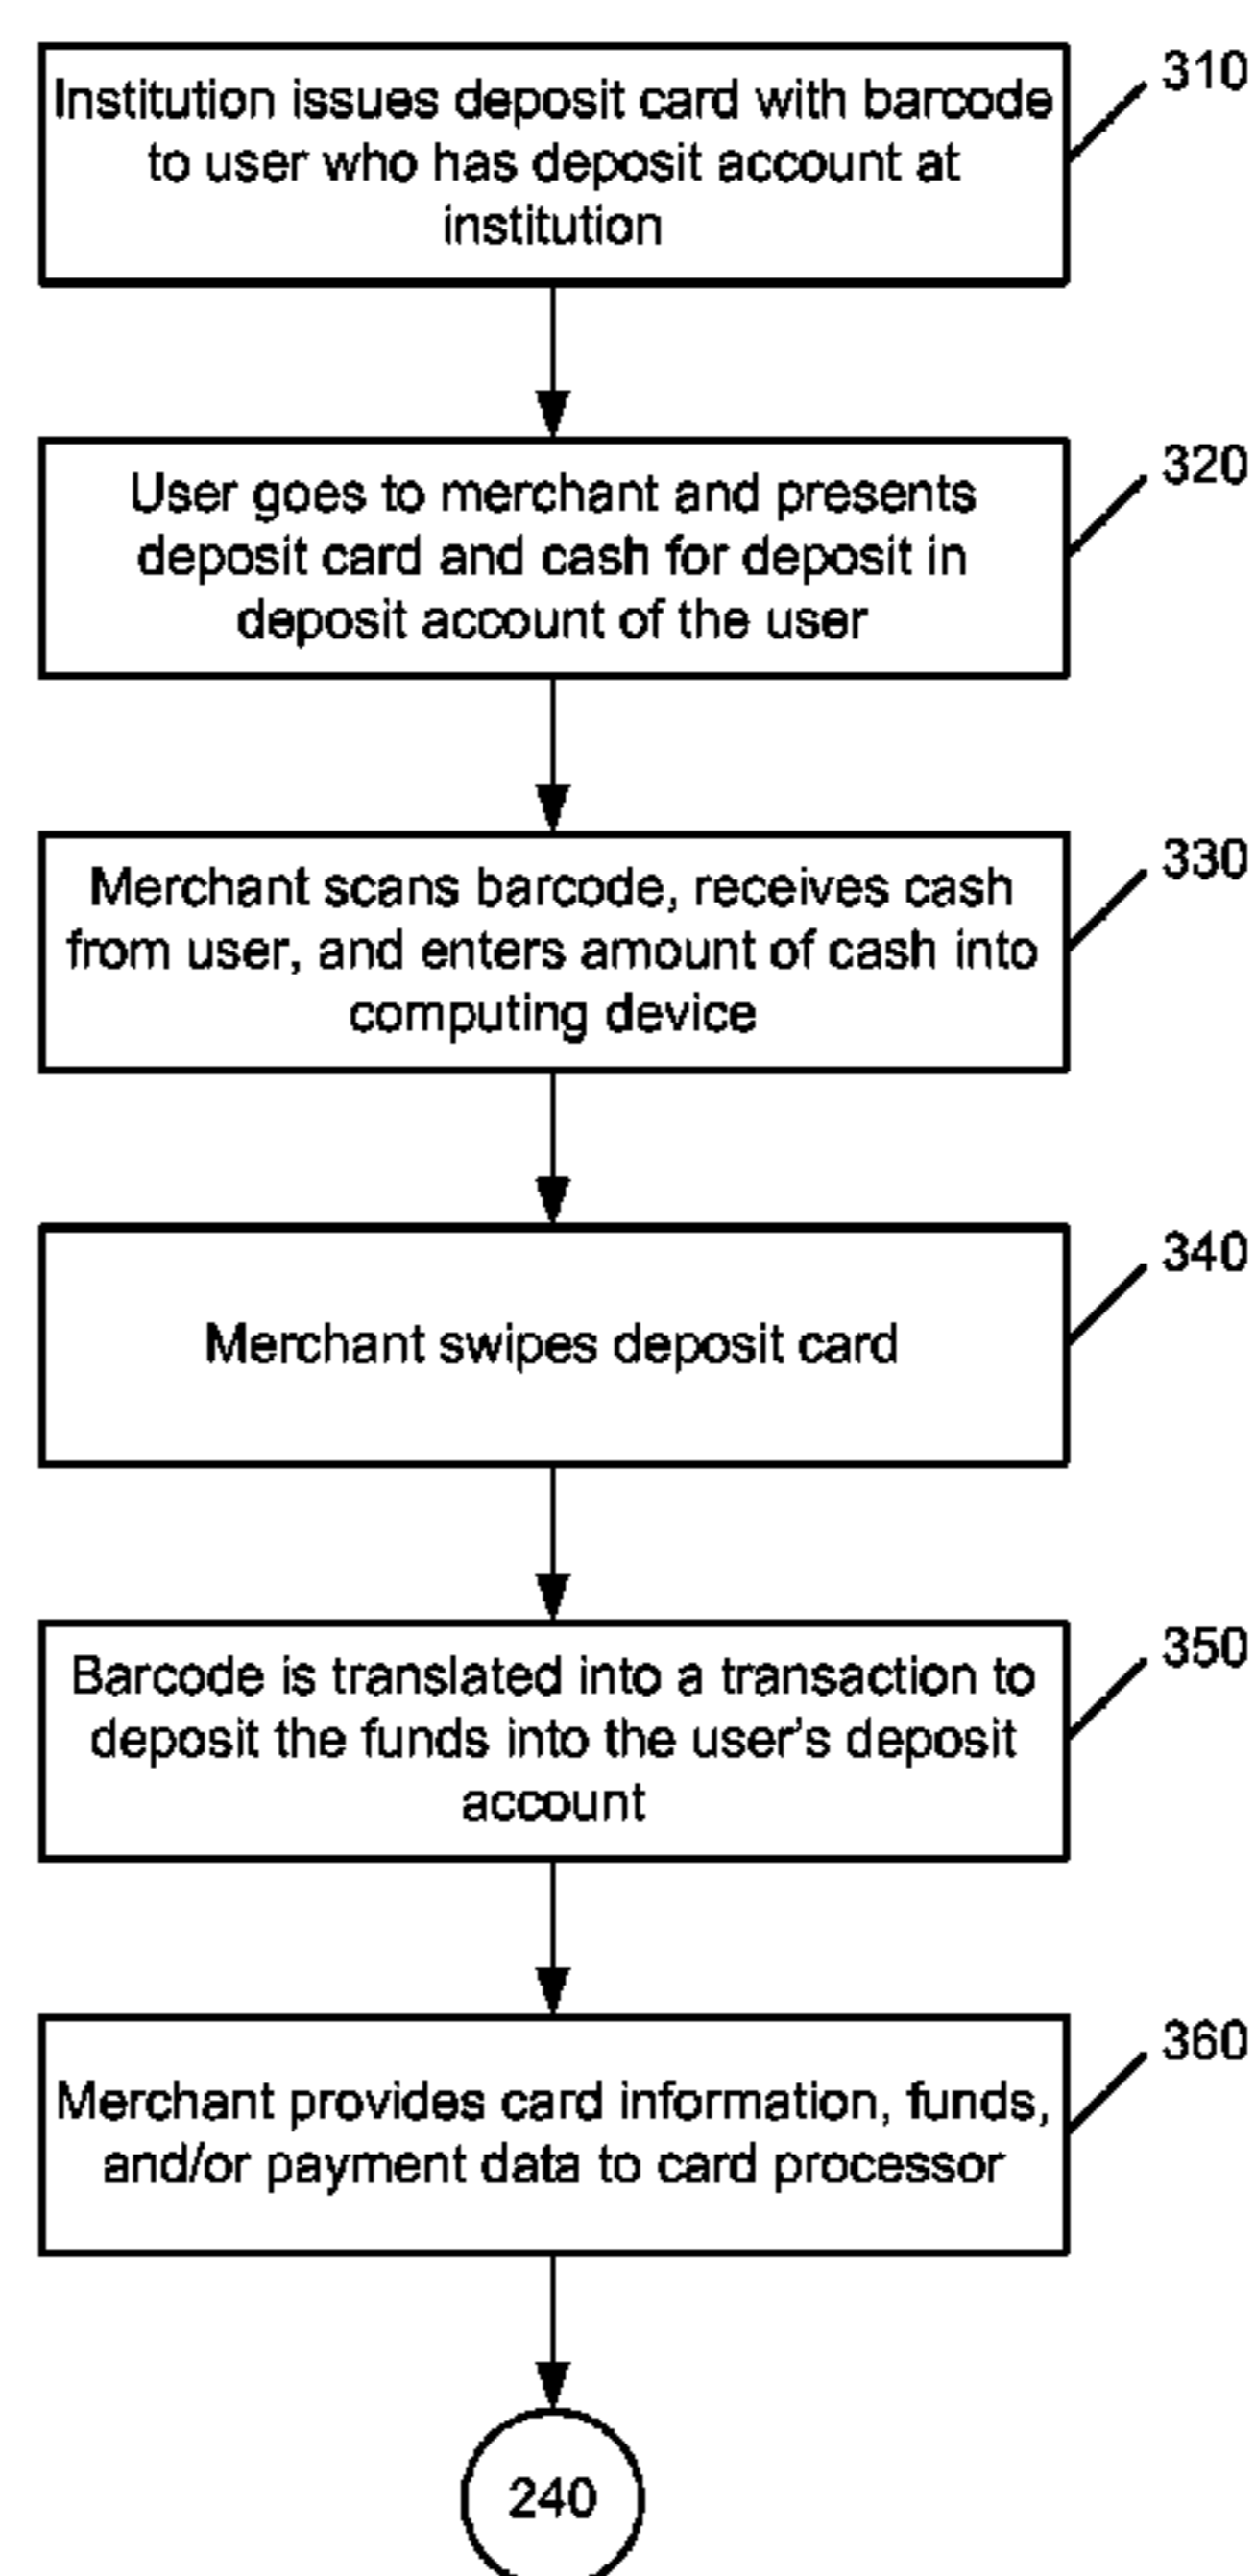 310
Institution issues deposit card with barcode
to user who has deposit account at
institution
320
User goes to merchant and presents
deposit card and cash for deposit in
deposit account of the user
330
Merchant scans barcode, receives cash
from user, and enters amount of cash into
computing device
340
Merchant swipes deposit card
350
Barcode is translated into a transaction to
deposit the funds into the user's deposit
account
360
Merchant provides card information, funds,
and/or payment data to card processor
240